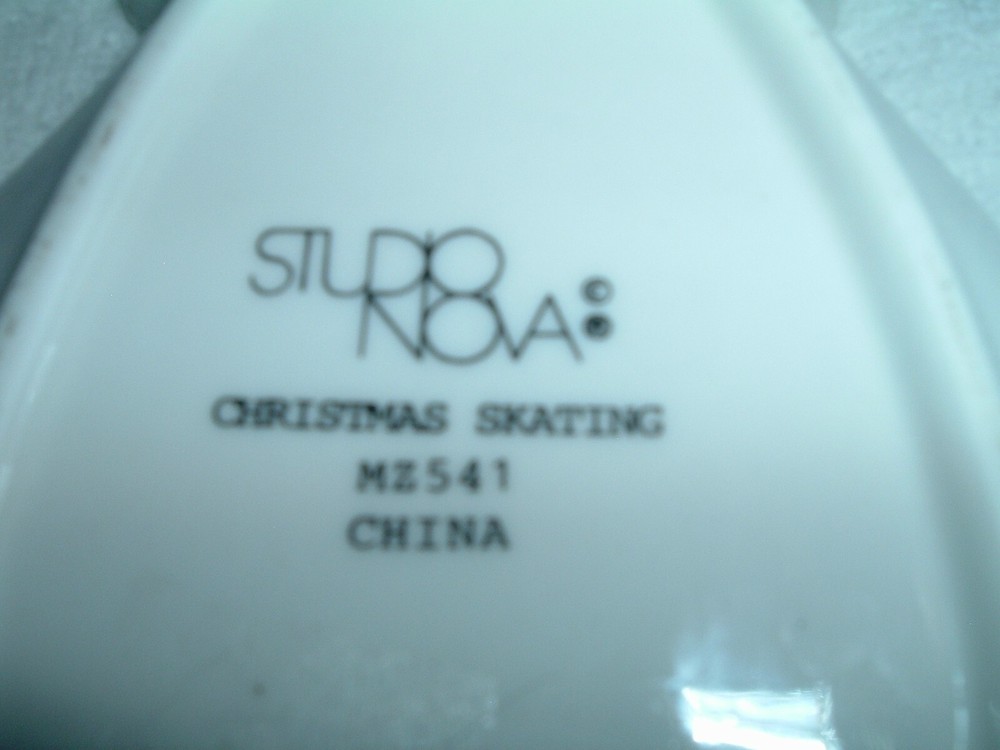 STUDIO ©
NOVA ®
CHRISTMAS SKATING
MZ541
CHINA